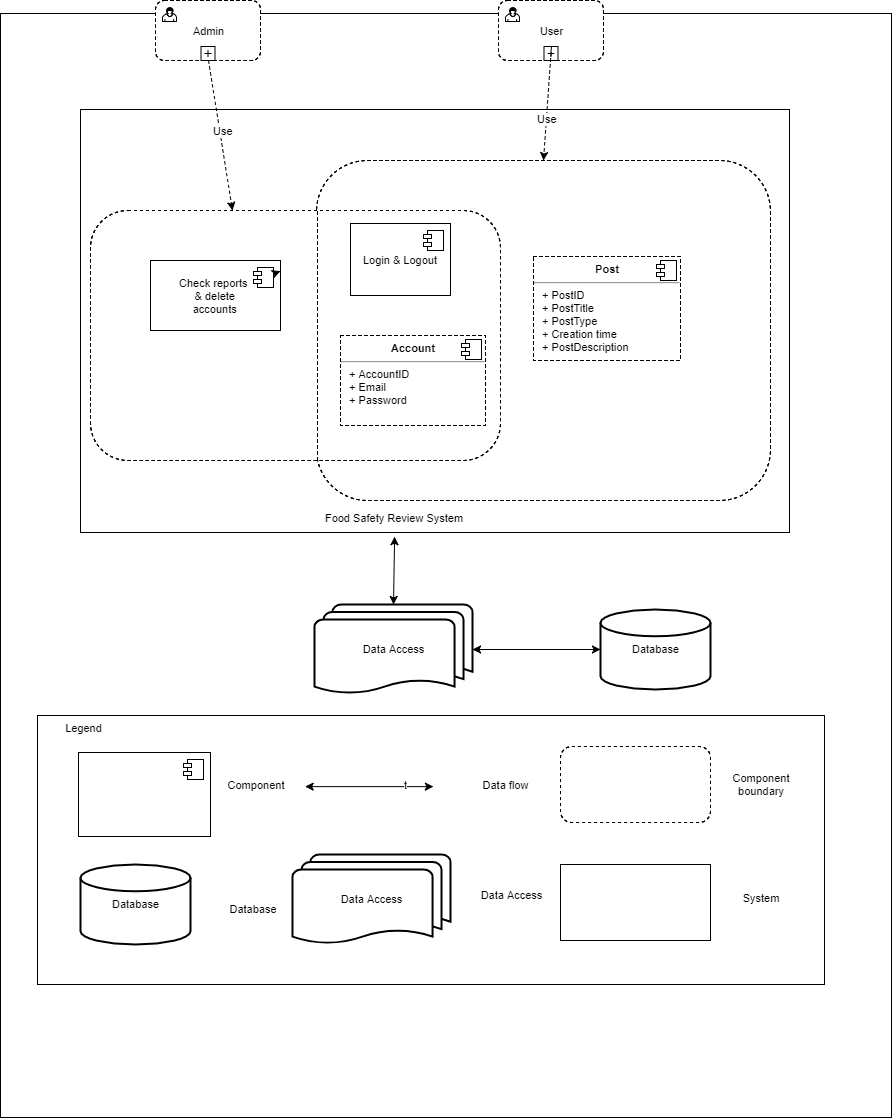 Admin
+
User
+
Use
Use
Login & Logout
Check reports
& delete
accounts
Post
+ PostID
+ PostTitle
+ PostType
+ Creation time
+ PostDescription
Account
+ AccountID
+ Email
+ Password
Food Safety Review System
Data Access
Database
Legend
Component
t
Data flow
Component
boundary
Database
Database
Data Access
Data Access
System